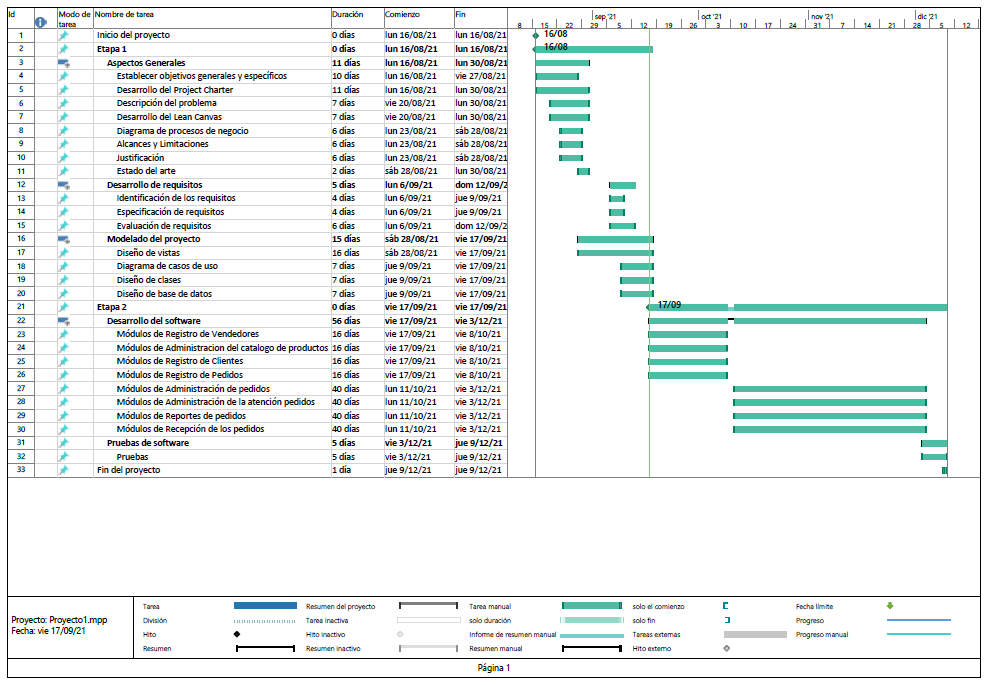 Id Modo de tarea Nombre de tarea Duración Comienzo Fin sep '21 oct '21 nov '21 dic '21
8 15 22 29 5 12 19 26 3 10 17 24 31 7 14 21 28 5 12
1 Inicio del proyecto 0 días lun 16/08/21 lun 16/08/21 16/08
2 Etapa 1 0 días lun 16/08/21 lun 16/08/21 16/08
3 Aspectos Generales 11 días lun 16/08/21 lun 30/08/21
4 Establecer objetivos generales y específicos 10 días lun 16/08/21 vie 27/08/21
5 Desarrollo del Project Charter 11 días lun 16/08/21 lun 30/08/21
6 Descripción del problema 7 días vie 20/08/21 lun 30/08/21
7 Desarrollo del Lean Canvas 7 días vie 20/08/21 lun 30/08/21
8 Diagrama de procesos de negocio 6 días lun 23/08/21 sáb 28/08/21
9 Alcances y Limitaciones 6 días lun 23/08/21 sáb 28/08/21
10 Justificación 6 días lun 23/08/21 sáb 28/08/21
11 Estado del arte 2 días sáb 28/08/21 lun 30/08/21
12 Desarrollo de requisitos 5 días lun 6/09/21 dom 12/09/2
13 Identificación de los requisitos 4 días lun 6/09/21 jue 9/09/21
14 Especificación de requisitos 4 días lun 6/09/21 jue 9/09/21
15 Evaluación de requisitos 6 días lun 6/09/21 dom 12/09/21
16 Modelado del proyecto 15 días sáb 28/08/21 vie 17/09/21
17 Diseño de vistas 16 días sáb 28/08/21 vie 17/09/21
18 Diagrama de casos de uso 7 días jue 9/09/21 vie 17/09/21
19 Diseño de clases 7 días jue 9/09/21 vie 17/09/21
20 Diseño de base de datos 7 días jue 9/09/21 vie 17/09/21
21 Etapa 2 0 días vie 17/09/21 vie 17/09/21 17/09
22 Desarrollo del software 56 días vie 17/09/21 vie 3/12/21
23 Módulos de Registro de Vendedores 16 días vie 17/09/21 vie 8/10/21
24 Módulos de Administracion del catalogo de productos 16 días vie 17/09/21 vie 8/10/21
25 Módulos de Registro de Clientes 16 días vie 17/09/21 vie 8/10/21
26 Módulos de Registro de Pedidos 16 días vie 17/09/21 vie 8/10/21
27 Módulos de Administración de pedidos 40 días lun 11/10/21 vie 3/12/21
28 Módulos de Administración de la atención pedidos 40 días lun 11/10/21 vie 3/12/21
29 Módulos de Reportes de pedidos 40 días lun 11/10/21 vie 3/12/21
30 Módulos de Recepción de los pedidos 40 días lun 11/10/21 vie 3/12/21
31 Pruebas de software 5 días vie 3/12/21 jue 9/12/21
32 Pruebas 5 días vie 3/12/21 jue 9/12/21
33 Fin del proyecto 1 día jue 9/12/21 jue 9/12/21
Proyecto: Proyecto1.mpp
Fecha: vie 17/09/21
Tarea Resumen del proyecto Tarea manual solo el comienzo Fecha límite
División Tarea inactiva solo duración solo fin Progreso
Hito Hito inactivo Informe de resumen manual Tareas externas Progreso manual
Resumen Resumen inactivo Resumen manual Hito externo
Página 1